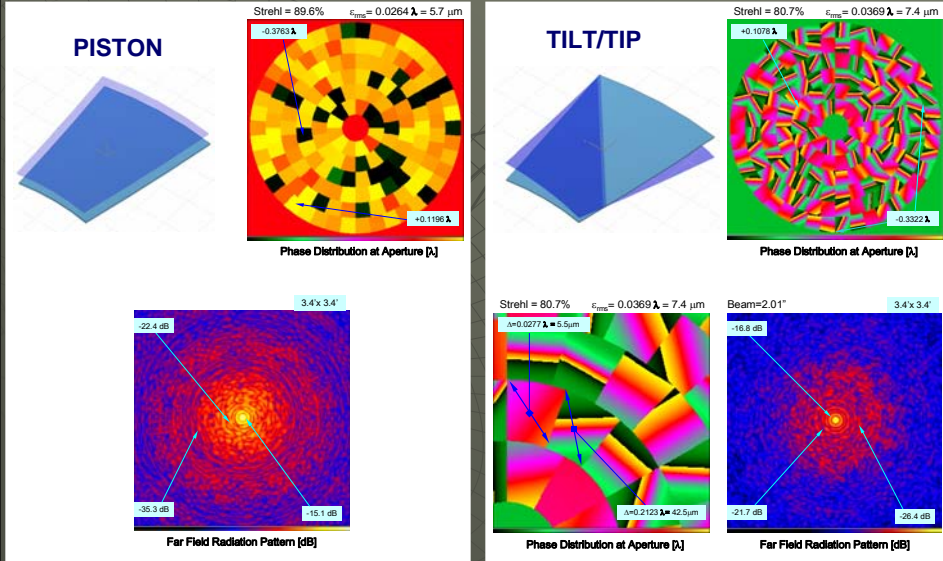 Strehl = 89.6% εrms= 0.0264 λ = 5.7 μm
PISTON
-0.3763 λ
+0.1196 λ
Phase Distribution at Aperture [λ]
3.4'x 3.4'
-22.4 dB
-35.3 dB
-15.1 dB
Far Field Radiation Pattern [dB]
Strehl = 80.7% εrms= 0.0369 λ = 7.4 μm
TILT/TIP
+0.1078 λ
-0.3322 λ
Phase Distribution at Aperture [λ]
Strehl = 80.7% εrms= 0.0369 λ = 7.4 μm
Δ=0.0277 λ = 5.5μm
Δ=0.2123 λ = 42.5μm
Phase Distribution at Aperture [λ]
Beam=2.01"
3.4'x 3.4'
-16.8 dB
-21.7 dB
-26.4 dB
Far Field Radiation Pattern [dB]